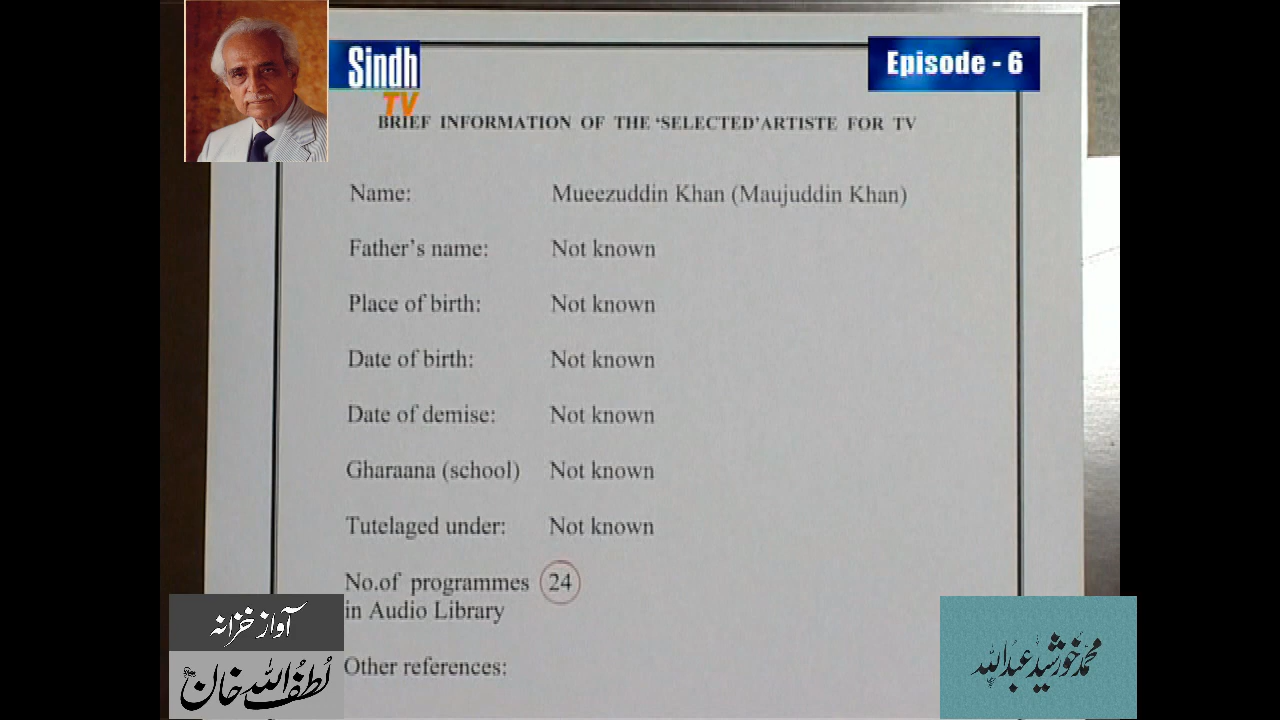 Sindh
TV
Episode - 6
BRIEF INFORMATION OF THE ‘SELECTED’ARTISTE FOR TV
Name: Mueezuddin Khan (Maujuddin Khan)
Father’s name: Not known
Place of birth: Not known
Date of birth: Not known
Date of demise: Not known
Gharaana (school) Not known
Tutelaged under: Not known
No.of programmes 24
in Audio Library
Other references:
آواز خزانہ
لطف اللہ خان
محمد خورشید عبداللہ